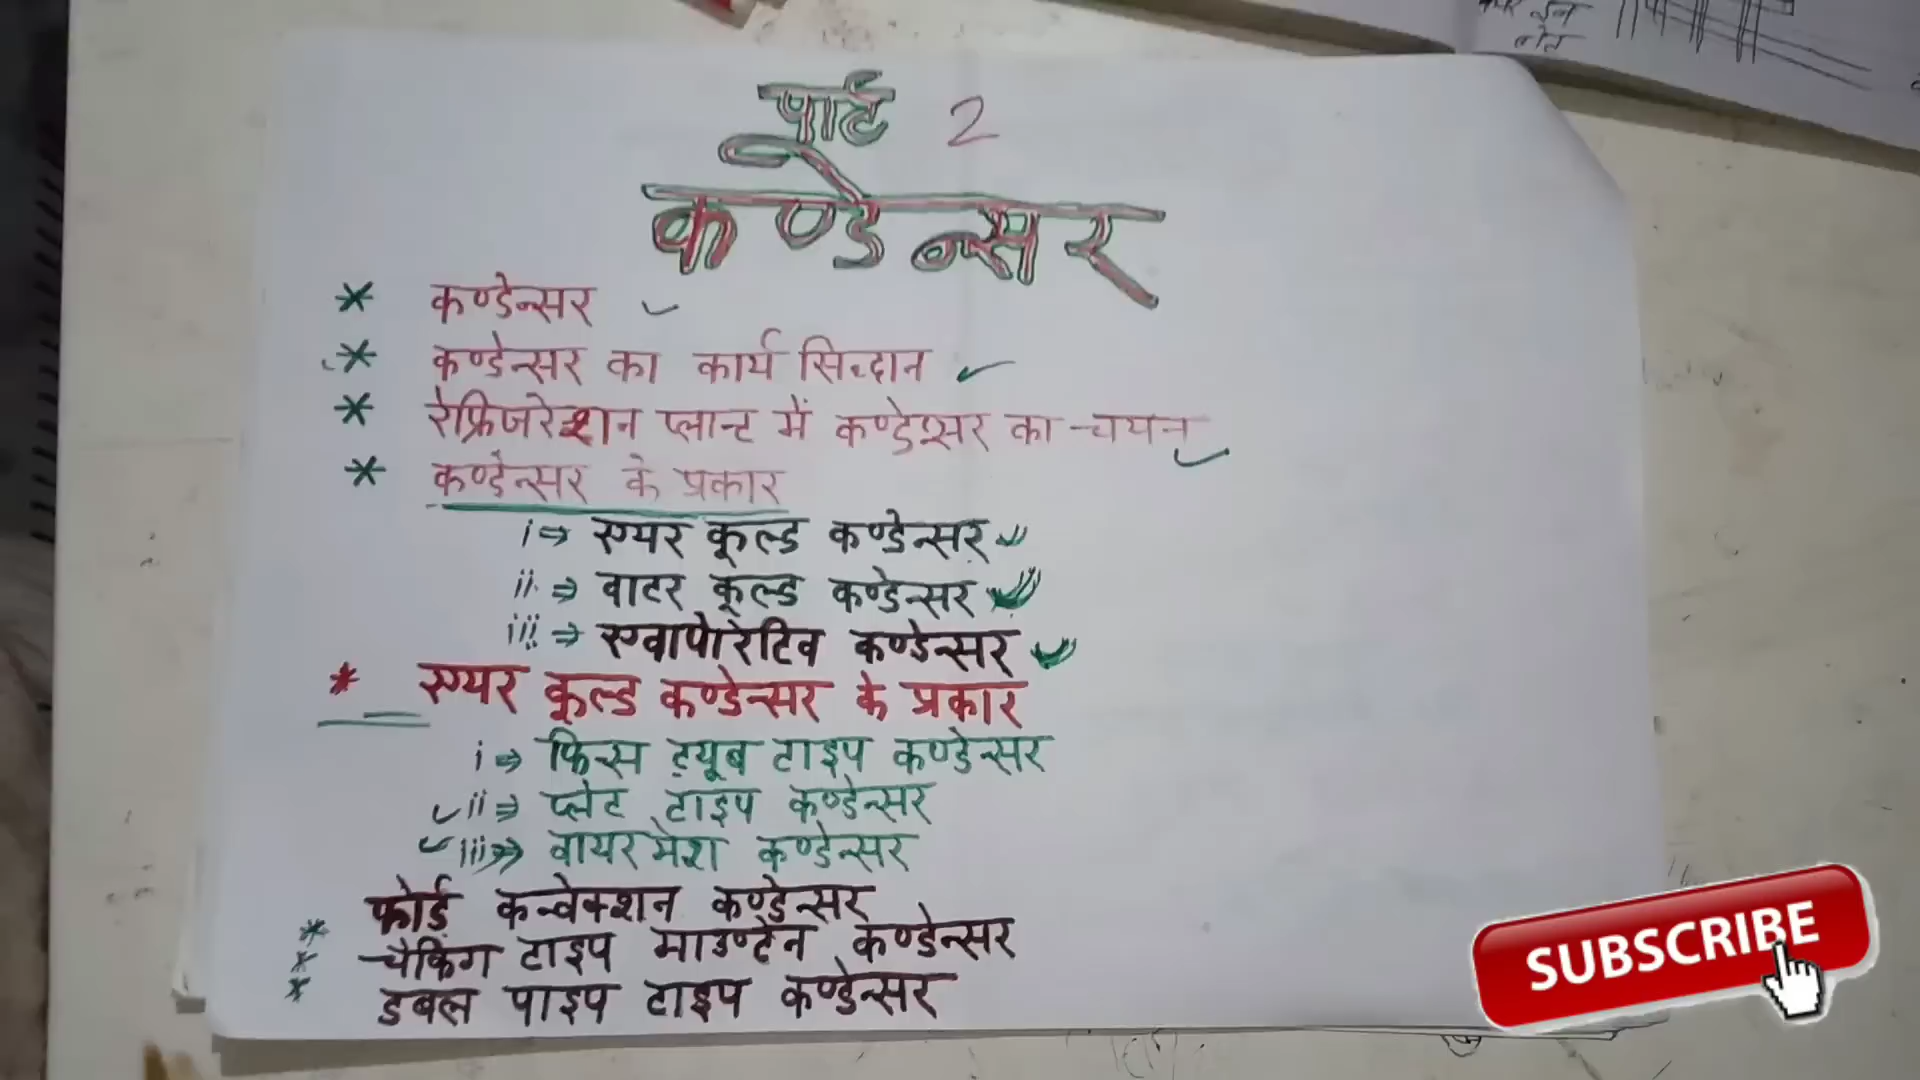 पार्ट 2
कण्डेन्सर
* कण्डेन्सर
* कण्डेन्सर का कार्य सिद्दान
* रेफ्रिजरेशन प्लान्ट में कण्डेन्सर का चयन
* कण्डेन्सर के प्रकार
i ⇒ एयर कूल्ड कण्डेन्सर
ii ⇒ वाटर कूल्ड कण्डेन्सर
iii ⇒ एवापोरेटिव कण्डेन्सर
* एयर कूल्ड कण्डेन्सर के प्रकार
i ⇒ फिन्स ट्यूब टाइप कण्डेन्सर
ii ⇒ प्लेट टाइप कण्डेन्सर
iii ⇒ वायर मेश कण्डेन्सर
फोर्ड कन्वेक्शन कण्डेन्सर
* चैकिंग टाइप माउण्टेन कण्डेन्सर
* डबल पाइप टाइप कण्डेन्सर
SUBSCRIBE